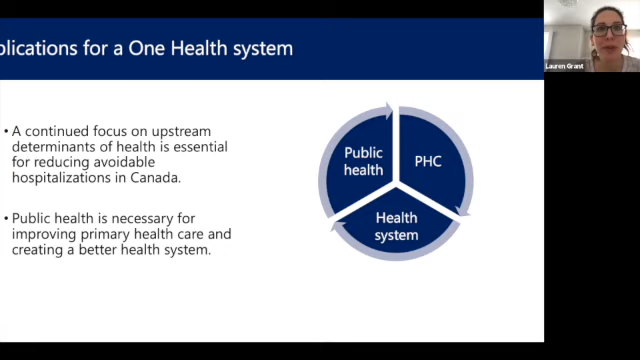 plications for a One Health system
Lauren Grant
• A continued focus on upstream
determinants of health is essential
for reducing avoidable
hospitalizations in Canada.
• Public health is necessary for
improving primary health care and
creating a better health system.
Public
health
PHC
Health
system